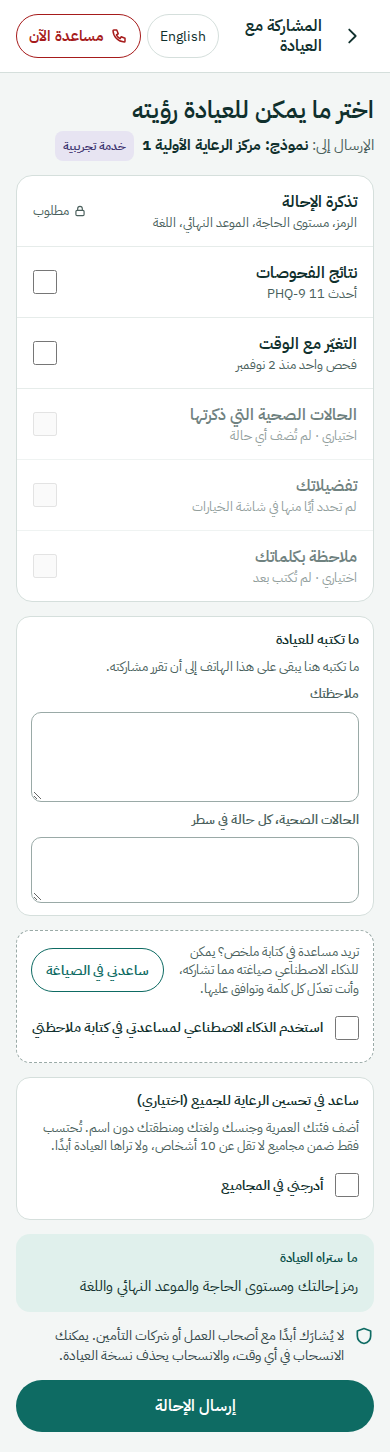 المشاركة مع
العيادة
English
مساعدة الآن
اختر ما يمكن للعيادة رؤيته
الإرسال إلى: نموذج: مركز الرعاية الأولية 1 خدمة تجريبية
تذكرة الإحالة
الرمز، مستوى الحاجة، الموعد النهائي، اللغة
مطلوب
نتائج الفحوصات
أحدث PHQ-9 11
التغيّر مع الوقت
فحص واحد منذ 2 نوفمبر
الحالات الصحية التي ذكرتها
اختياري · لم تُضف أي حالة
تفضيلاتك
لم تحدد أيًا منها في شاشة الخيارات
ملاحظة بكلماتك
اختياري · لم تُكتب بعد
ما تكتبه للعيادة
ما تكتبه هنا يبقى على هذا الهاتف إلى أن تقرر مشاركته.
ملاحظتك
الحالات الصحية، كل حالة في سطر
تريد مساعدة في كتابة ملخص؟ يمكن
للذكاء الاصطناعي صياغته مما تشاركه،
وأنت تعدّل كل كلمة وتوافق عليها.
ساعدني في الصياغة
استخدم الذكاء الاصطناعي لمساعدتي في كتابة ملاحظتي
ساعد في تحسين الرعاية للجميع (اختياري)
أضف فئتك العمرية وجنسك ولغتك ومنطقتك دون اسم. تُحتسب
فقط ضمن مجاميع لا تقل عن 10 أشخاص، ولا تراها العيادة أبدًا.
أدرجني في المجاميع
ما ستراه العيادة
رمز إحالتك ومستوى الحاجة والموعد النهائي واللغة
لا يُشارَك أبدًا مع أصحاب العمل أو شركات التأمين. يمكنك
الانسحاب في أي وقت، والانسحاب يحذف نسخة العيادة.
إرسال الإحالة